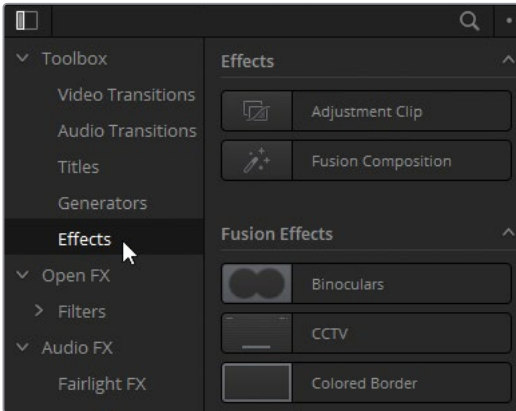 Toolbox
Video Transitions
Audio Transitions
Titles
Generators
Effects
Open FX
Filters
Audio FX
Fairlight FX
Effects
Adjustment Clip
Fusion Composition
Fusion Effects
Binoculars
CCTV
Colored Border